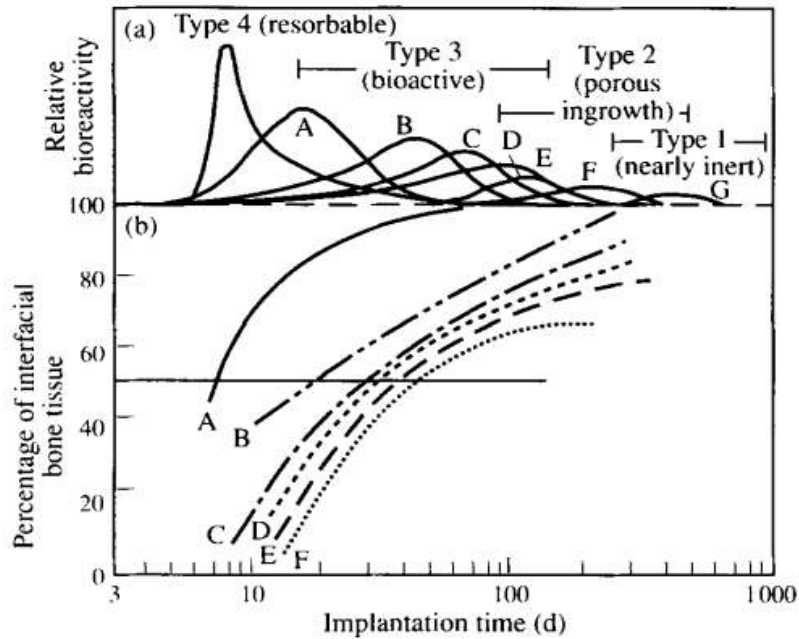 (a)
Type 4 (resorbable)
Type 3
(bioactive)
Type 2
(porous
ingrowth)
Type 1
(nearly inert)
A
B
C
D
E
F
G
Relative
bioreactivity
100
(b)
80
60
40
20
0
Percentage of interfacial
bone tissue
A
B
C
D
E
F
3
10
100
1000
Implantation time (d)